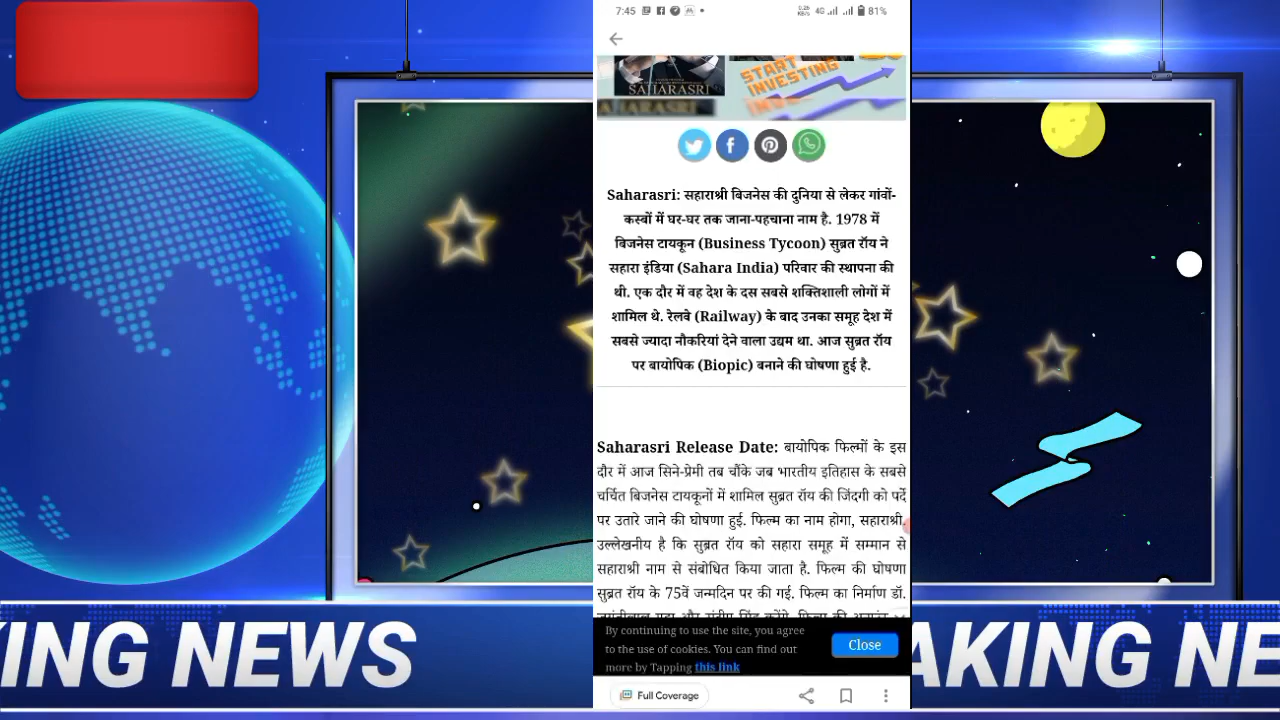 7:45
0.26
KB/s
4G
81%
START
INVESTING
SAHARASRI
Saharasri: सहाराश्री बिजनेस की दुनिया से लेकर गांवों-
कस्बों में घर-घर तक जाना-पहचाना नाम है. 1978 में
बिजनेस टायकून (Business Tycoon) सुब्रत रॉय ने
सहारा इंडिया (Sahara India) परिवार की स्थापना की
थी. एक दौर में वह देश के दस सबसे शक्तिशाली लोगों में
शामिल थे. रेलवे (Railway) के बाद उनका समूह देश में
सबसे ज्यादा नौकरियां देने वाला उद्यम था. आज सुब्रत रॉय
पर बायोपिक (Biopic) बनाने की घोषणा हुई है.
Saharasri Release Date: बायोपिक फिल्मों के इस
दौर में आज सिने-प्रेमी तब चौंके जब भारतीय इतिहास के सबसे
चर्चित बिजनेस टायकूनों में शामिल सुब्रत रॉय की जिंदगी को पर्दे
पर उतारे जाने की घोषणा हुई. फिल्म का नाम होगा, सहाराश्री.
उल्लेखनीय है कि सुब्रत रॉय को सहारा समूह में सम्मान से
सहाराश्री नाम से संबोधित किया जाता है. फिल्म की घोषणा
सुब्रत रॉय के 75वें जन्मदिन पर की गई. फिल्म का निर्माण डॉ.
By continuing to use the site, you agree
to the use of cookies. You can find out
more by Tapping this link
Close
Full Coverage
ING NEWS
AKING NE